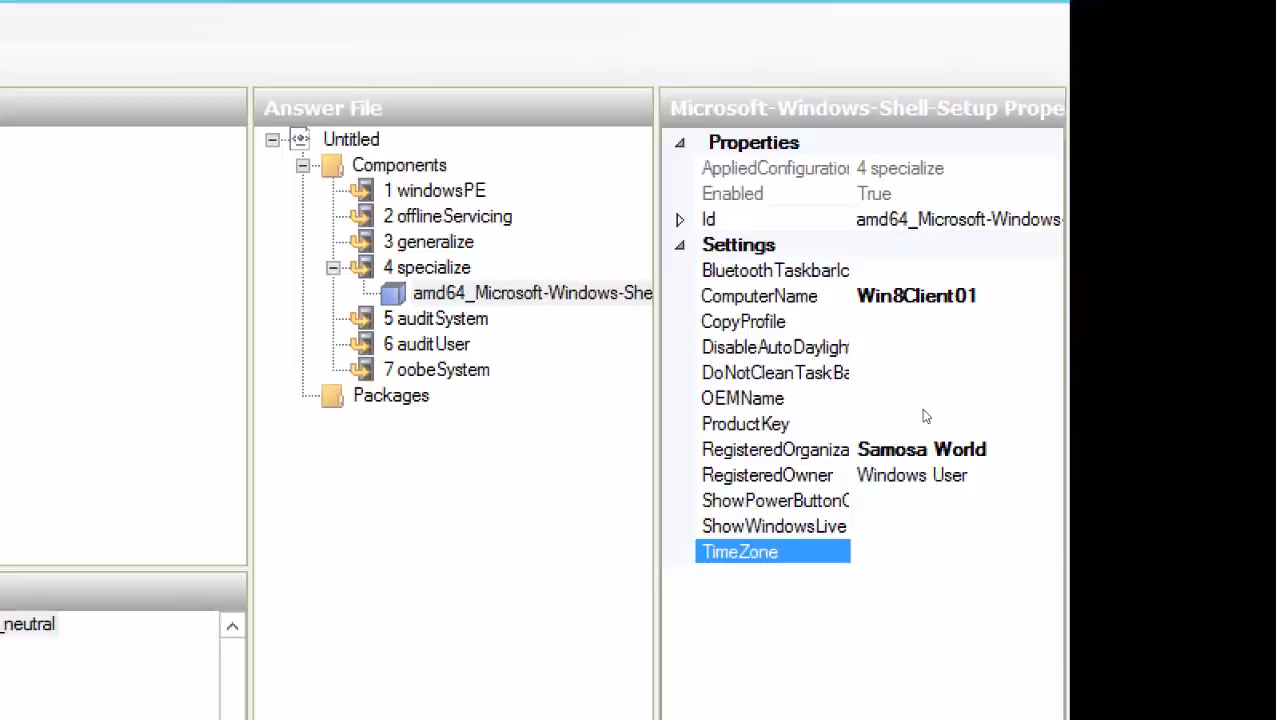 Answer File
Untitled
Components
1 windowsPE
2 offlineServicing
3 generalize
4 specialize
amd64_Microsoft-Windows-She
5 auditSystem
6 auditUser
7 oobeSystem
Packages
Microsoft-Windows-Shell-Setup Prope
Properties
AppliedConfiguration 4 specialize
Enabled True
Id amd64_Microsoft-Windows-
Settings
BluetoothTaskbarIc
ComputerName Win8Client01
CopyProfile
DisableAutoDaylight
DoNotCleanTaskBa
OEMName
ProductKey
RegisteredOrganiza Samosa World
RegisteredOwner Windows User
ShowPowerButtonO
ShowWindowsLive
TimeZone
_neutral